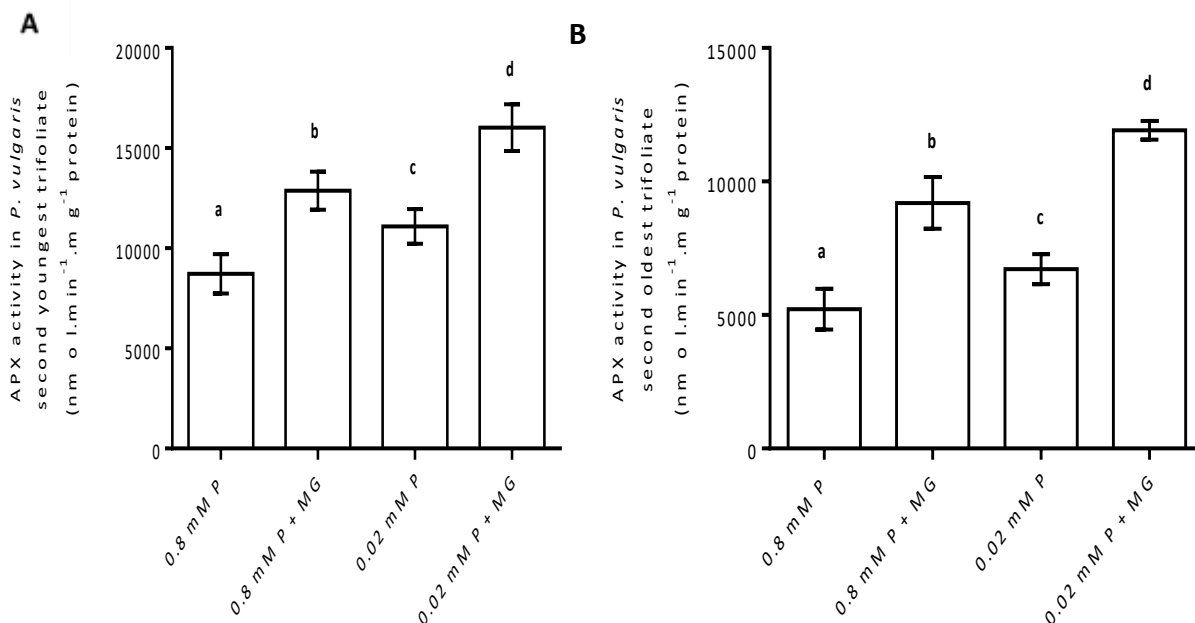 A
APX activity in P. vulgaris
second youngest trifoliate
(nm o l.min⁻¹.m g⁻¹ protein)
20000
15000
10000
5000
0
a
b
c
d
0.8 mM P
0.8 mM P + MG
0.02 mM P
0.02 mM P + MG
B
APX activity in P. vulgaris
second oldest trifoliate
(nm o l.min⁻¹.m g⁻¹ protein)
15000
10000
5000
0
a
b
c
d
0.8 mM P
0.8 mM P + MG
0.02 mM P
0.02 mM P + MG